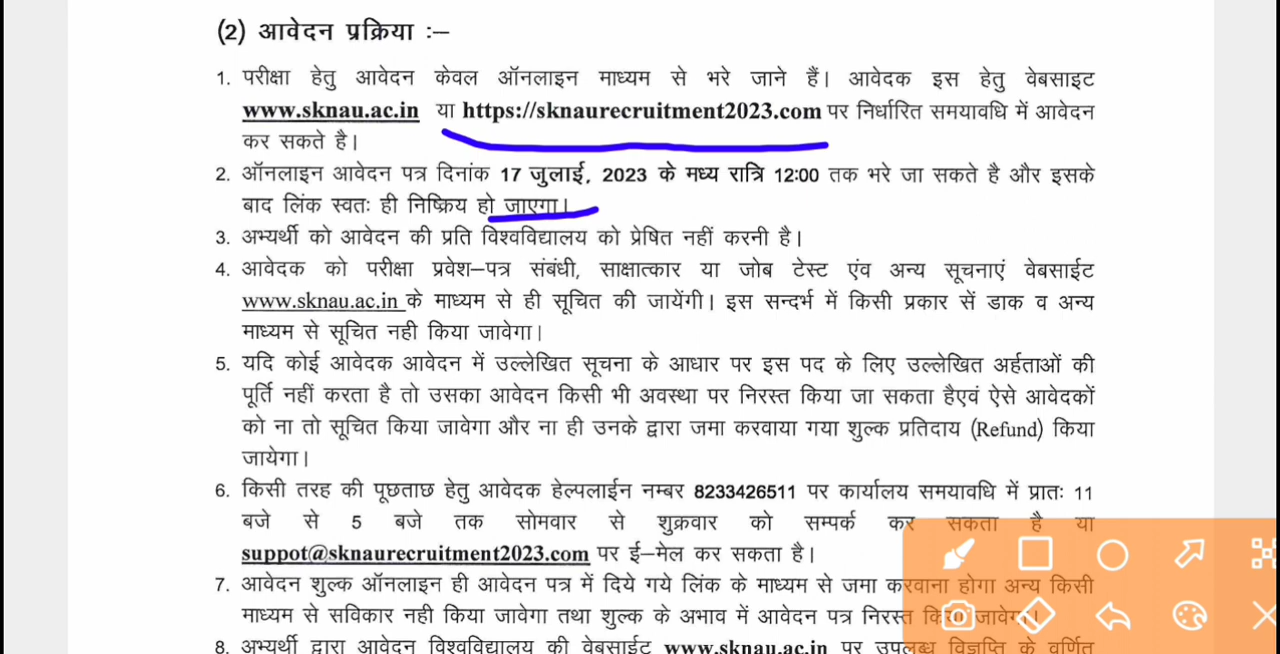 (2) आवेदन प्रक्रिया :–
1. परीक्षा हेतु आवेदन केवल ऑनलाइन माध्यम से भरे जाने हैं। आवेदक इस हेतु वेबसाइट
www.sknau.ac.in या https://sknaurecruitment2023.com पर निर्धारित समयावधि में आवेदन
कर सकते है।
2. ऑनलाइन आवेदन पत्र दिनांक 17 जुलाई, 2023 के मध्य रात्रि 12:00 तक भरे जा सकते है और इसके
बाद लिंक स्वतः ही निष्क्रिय हो जाएगा।
3. अभ्यर्थी को आवेदन की प्रति विश्वविद्यालय को प्रेषित नहीं करनी है।
4. आवेदक को परीक्षा प्रवेश–पत्र संबंधी, साक्षात्कार या जोब टेस्ट एंव अन्य सूचनाएं वेबसाईट
www.sknau.ac.in के माध्यम से ही सूचित की जायेंगी। इस सन्दर्भ में किसी प्रकार सें डाक व अन्य
माध्यम से सूचित नही किया जावेगा।
5. यदि कोई आवेदक आवेदन में उल्लेखित सूचना के आधार पर इस पद के लिए उल्लेखित अर्हताओं की
पूर्ति नहीं करता है तो उसका आवेदन किसी भी अवस्था पर निरस्त किया जा सकता हैएवं ऐसे आवेदकों
को ना तो सूचित किया जावेगा और ना ही उनके द्वारा जमा करवाया गया शुल्क प्रतिदाय (Refund) किया
जायेगा।
6. किसी तरह की पूछताछ हेतु आवेदक हेल्पलाईन नम्बर 8233426511 पर कार्यालय समयावधि में प्रातः 11
बजे से 5 बजे तक सोमवार से शुक्रवार को सम्पर्क कर सकता है या
suppot@sknaurecruitment2023.com पर ई–मेल कर सकता है।
7. आवेदन शुल्क ऑनलाइन ही आवेदन पत्र में दिये गये लिंक के माध्यम से जमा करवाना होगा अन्य किसी
माध्यम से सविकार नही किया जावेगा तथा शुल्क के अभाव में आवेदन पत्र निरस्त किया जावेगा।
8. अभ्यर्थी द्वारा आवेदन विश्वविद्यालय की वेबसाईट www.sknau.ac.in पर उपलब्ध विज्ञप्ति के वर्णित